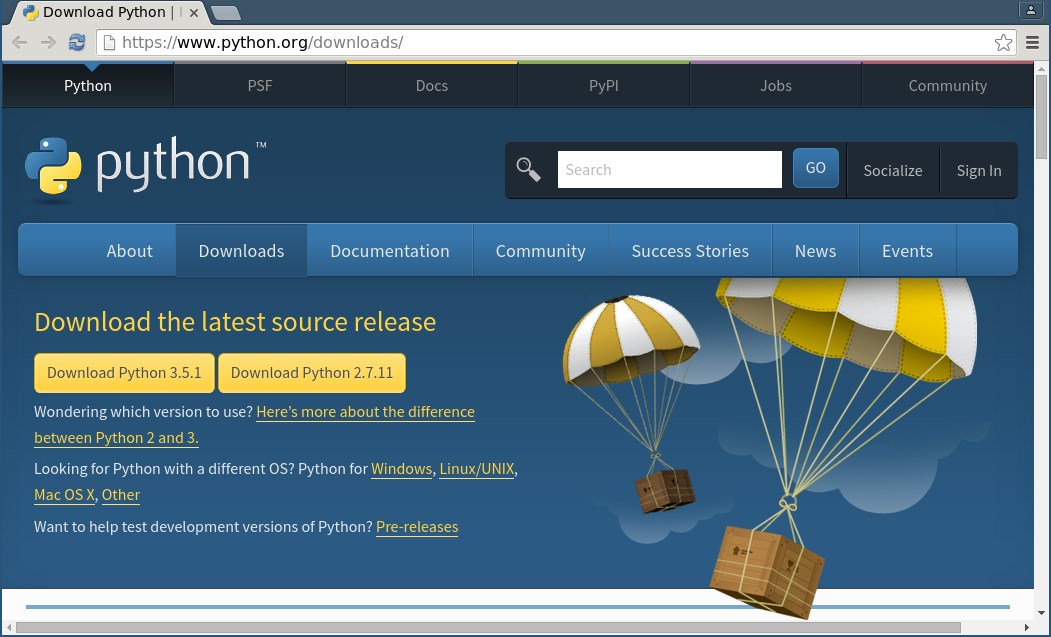 Download Python |
https://www.python.org/downloads/
Python PSF Docs PyPI Jobs Community
python™
Search GO Socialize Sign In
About Downloads Documentation Community Success Stories News Events
Download the latest source release
Download Python 3.5.1 Download Python 2.7.11
Wondering which version to use? Here’s more about the difference
between Python 2 and 3.
Looking for Python with a different OS? Python for Windows, Linux/UNIX,
Mac OS X, Other
Want to help test development versions of Python? Pre-releases